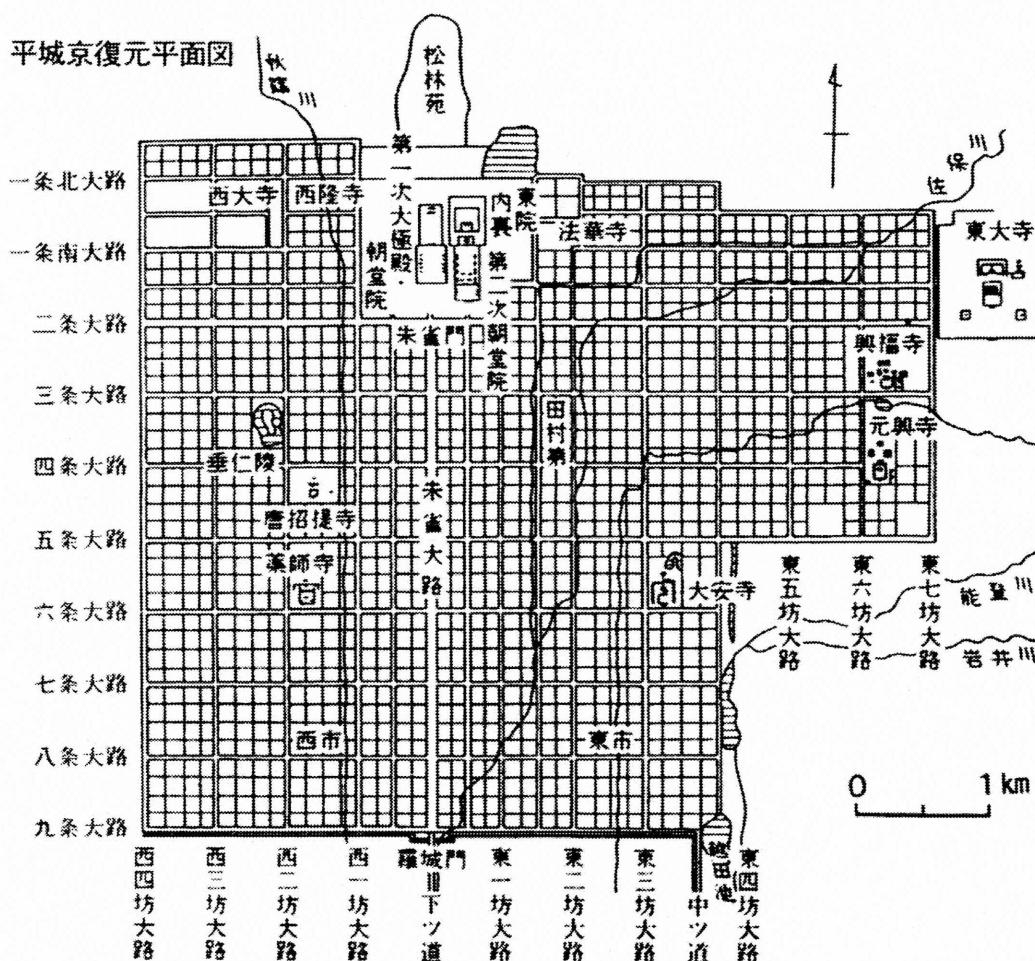 平城京復元平面図
秋篠川
松林苑
佐保川
一条北大路
一条南大路
二条大路
三条大路
四条大路
五条大路
六条大路
七条大路
八条大路
九条大路
西大寺
西隆寺
第一次大極殿・
朝堂院
内裏
東院
第二次朝堂院
法華寺
東大寺
朱雀門
興福寺
元興寺
田村第
垂仁陵
唐招提寺
薬師寺
朱雀大路
大安寺
東五坊大路
東六坊大路
東七坊大路
能登川
岩井川
西市
東市
0 1km
羅城門
西四坊大路
西三坊大路
西二坊大路
西一坊大路
下ツ道
東一坊大路
東二坊大路
東三坊大路
中ツ道
東四坊大路